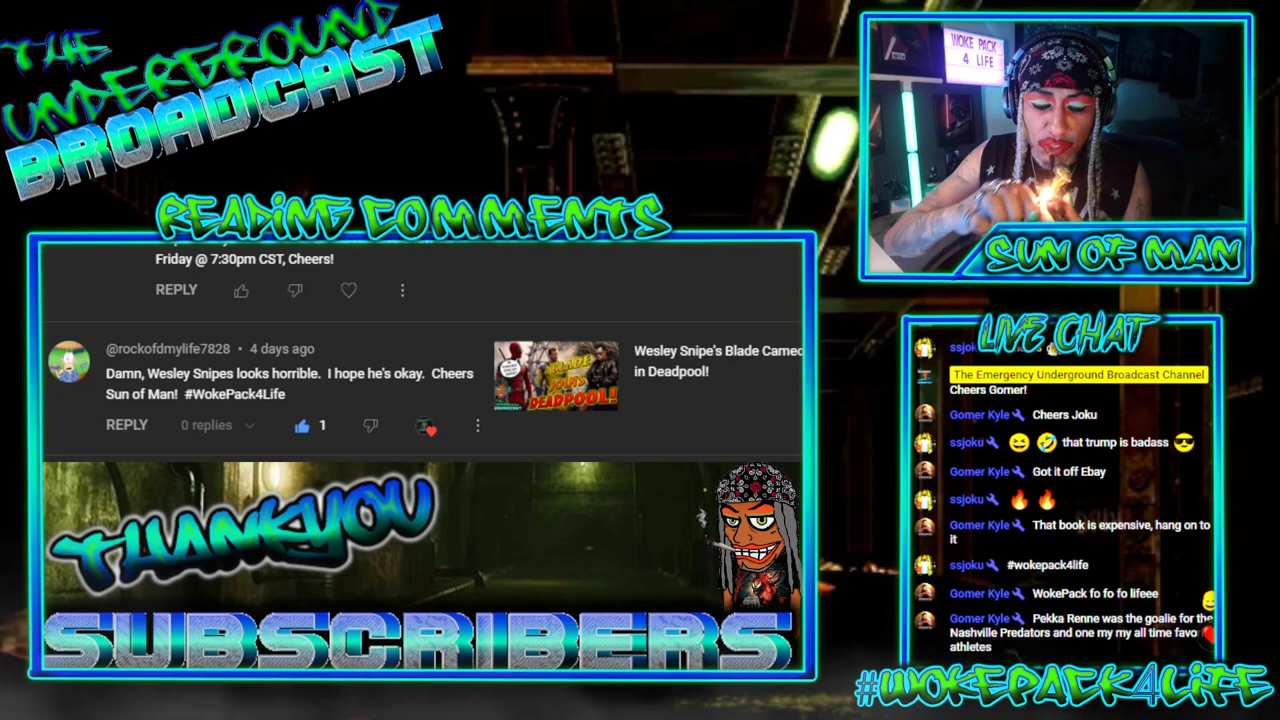 THE
UNDERGROUND
BROADCAST
READING COMMENTS
Friday @ 7:30pm CST, Cheers!
REPLY
@rockofdmylife7828 • 4 days ago
Damn, Wesley Snipes looks horrible. I hope he's okay. Cheers
Sun of Man! #WokePack4Life
REPLY 0 replies 1
BLADE
JOINS
DEADPOOL!
Wesley Snipe's Blade Cameo
in Deadpool!
THANKYOU
SUBSCRIBERS
WOKE PACK
4 LIFE
SUN OF MAN
LIVE CHAT
ssjok
The Emergency Underground Broadcast Channel
Cheers Gomer!
Gomer Kyle Cheers Joku
ssjoku 😆 🤣 that trump is badass 😎
Gomer Kyle Got it off Ebay
ssjoku 🔥 🔥
Gomer Kyle That book is expensive, hang on to
it
ssjoku #wokepack4life
Gomer Kyle WokePack fo fo fo lifeee
Gomer Kyle Pekka Renne was the goalie for the
Nashville Predators and one my my all time favo
athletes
#WOKEPACK4LIFE